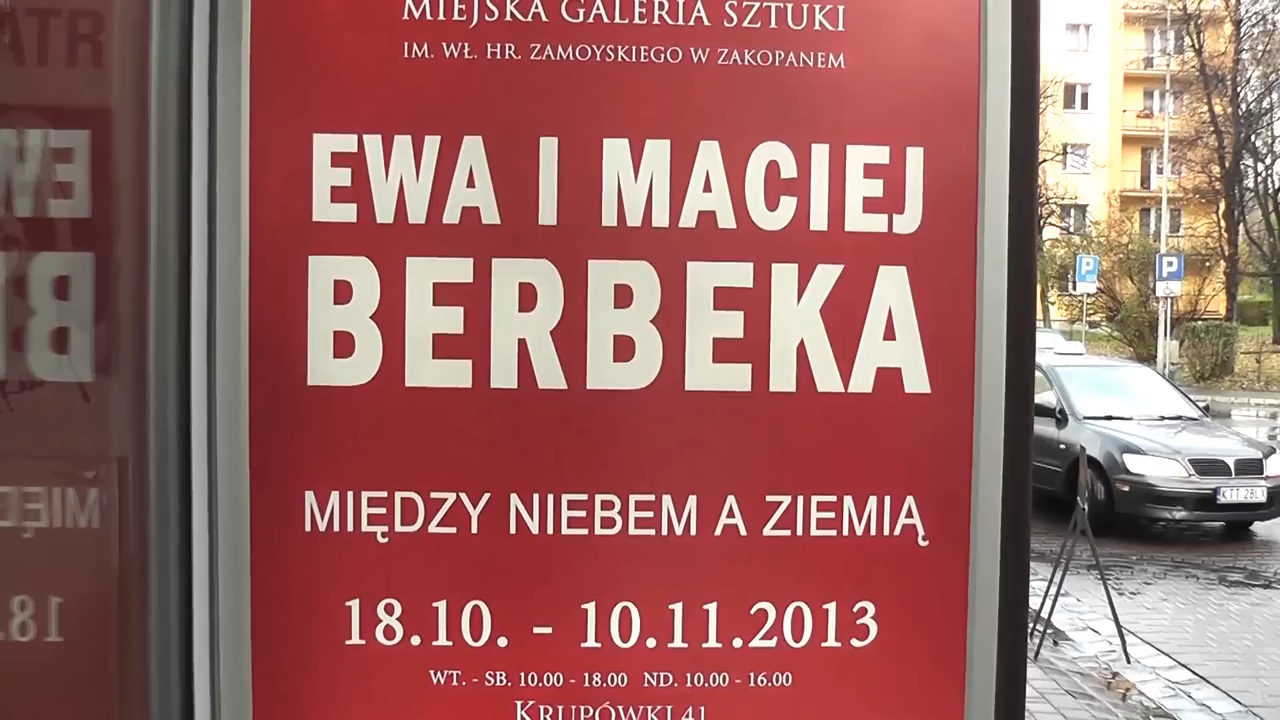 MIEJSKA GALERIA SZTUKI
IM. WŁ. HR. ZAMOYSKIEGO W ZAKOPANEM
EWA I MACIEJ
BERBEKA
MIĘDZY NIEBEM A ZIEMIĄ
18.10. - 10.11.2013
WT. - SB. 10.00 - 18.00 ND. 10.00 - 16.00
KRUPÓWKI 41
P
P